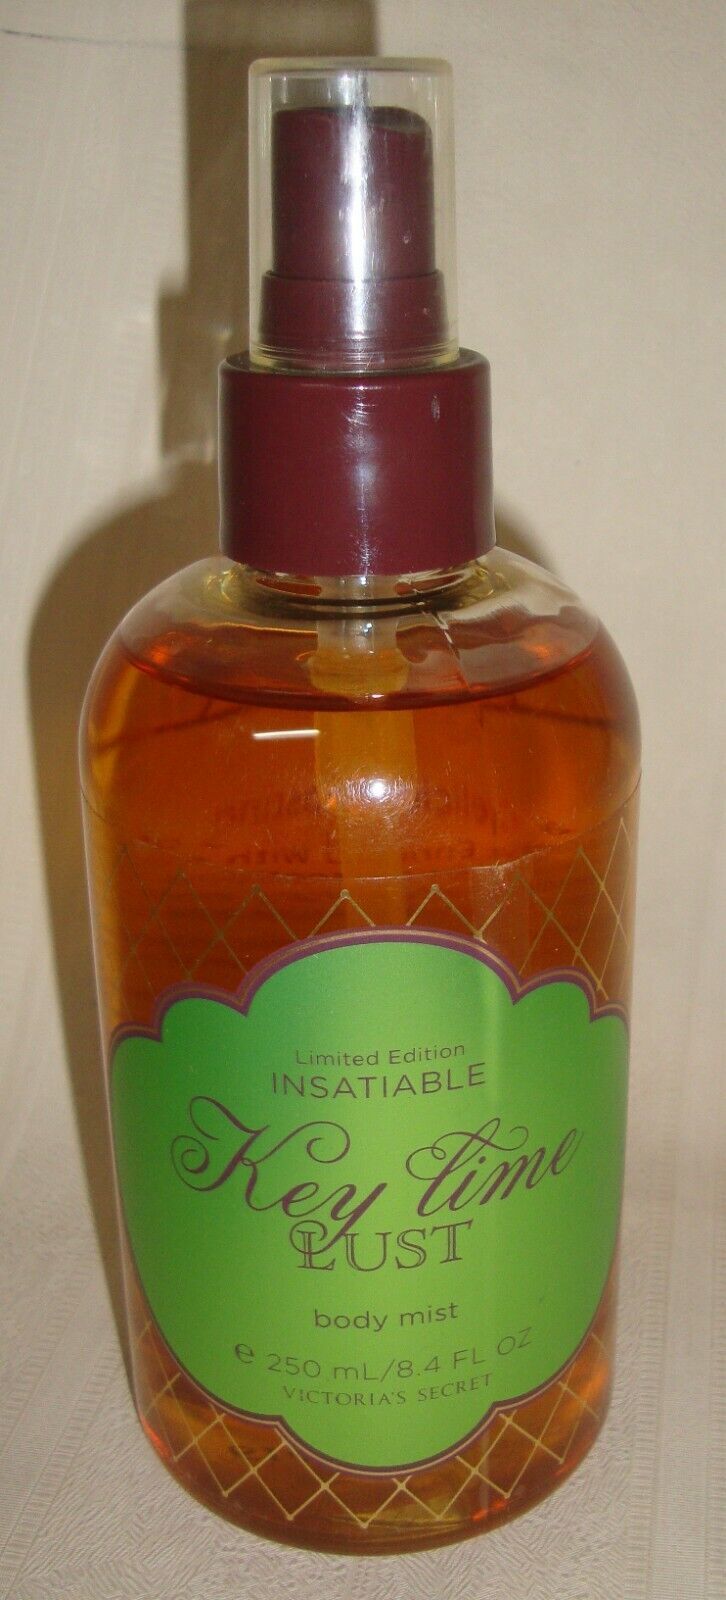 Limited Edition
INSATIABLE
Key Lime
LUST
body mist
e 250 mL/8.4 FL OZ
VICTORIA'S SECRET